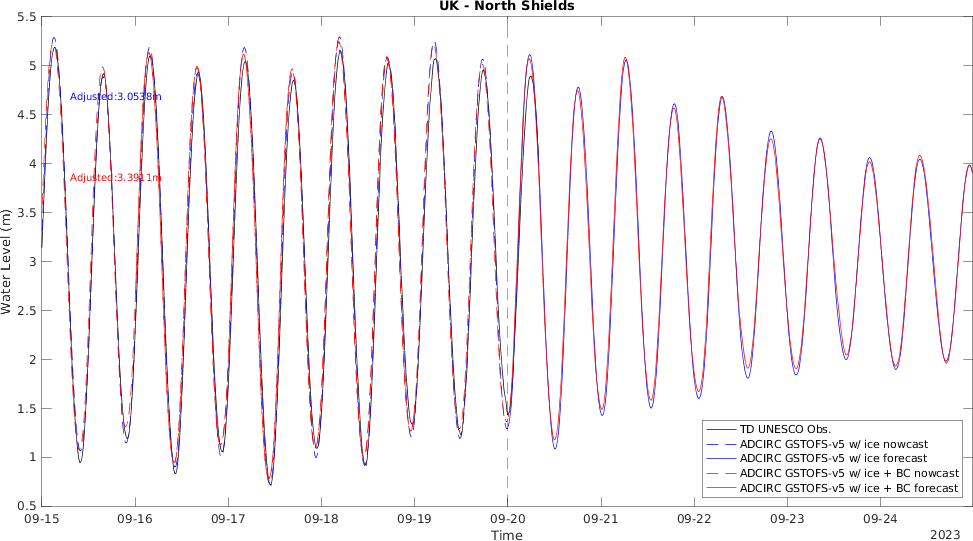 UK - North Shields
5.5
5
4.5
4
3.5
3
2.5
2
1.5
1
0.5
Water Level (m)
Adjusted:3.0538m
Adjusted:3.3911m
TD UNESCO Obs.
ADCIRC GSTOFS-v5 w/ ice nowcast
ADCIRC GSTOFS-v5 w/ ice forecast
ADCIRC GSTOFS-v5 w/ ice + BC nowcast
ADCIRC GSTOFS-v5 w/ ice + BC forecast
09-15 09-16 09-17 09-18 09-19 09-20 09-21 09-22 09-23 09-24
Time
2023